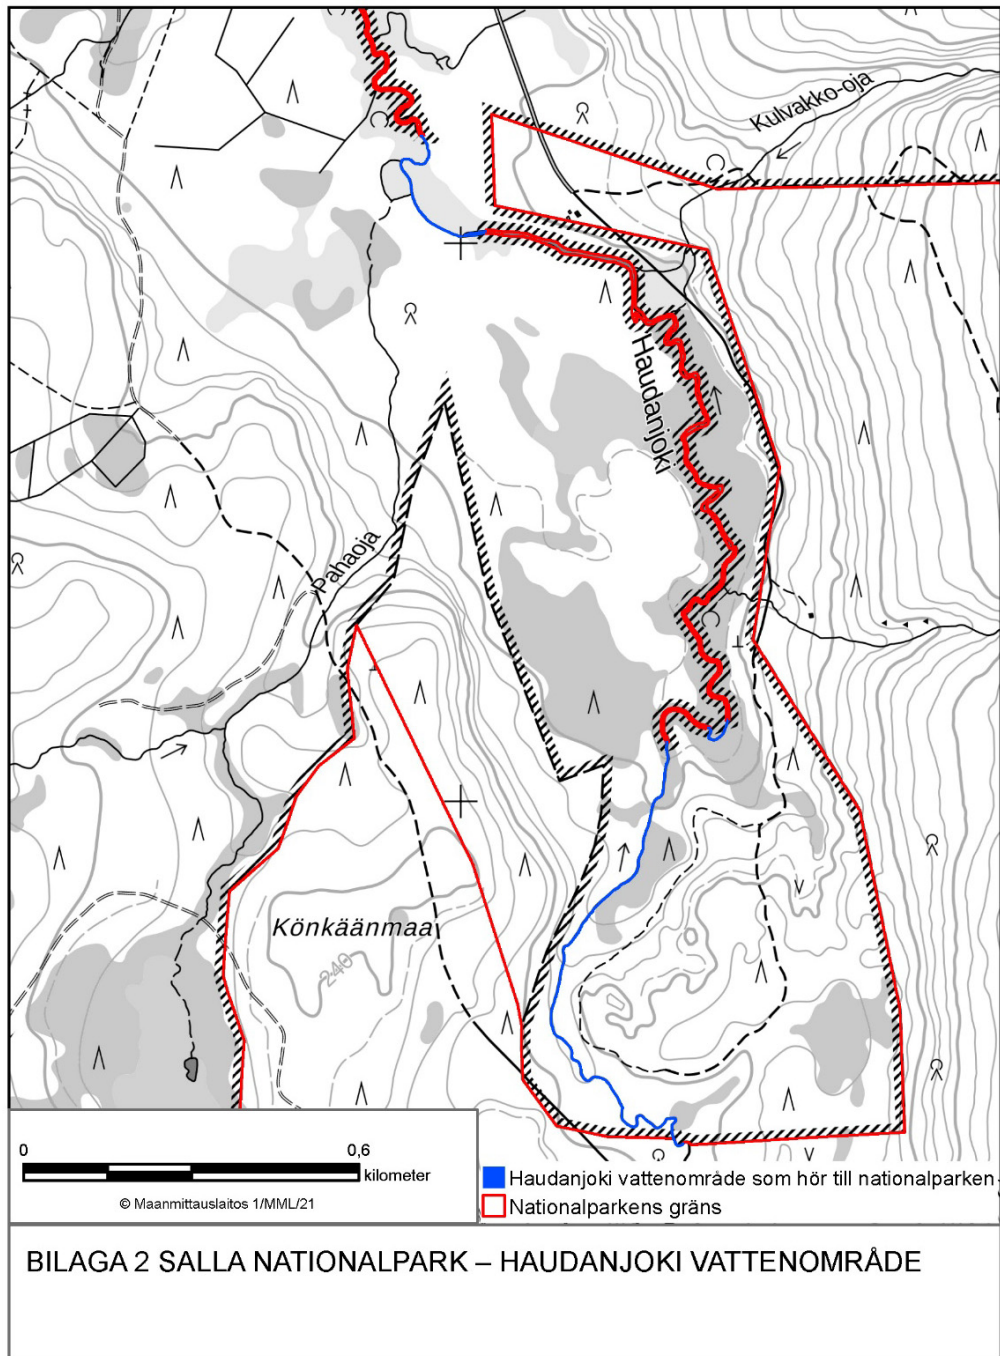 Kulvakko-oja
Haudanjoki
Pahaoja
Könkäänmaa
240
0 0,6
kilometer
© Maanmittauslaitos 1/MML/21
Haudanjoki vattenområde som hör till nationalparken
Nationalparkens gräns
BILAGA 2 SALLA NATIONALPARK – HAUDANJOKI VATTENOMRÅDE